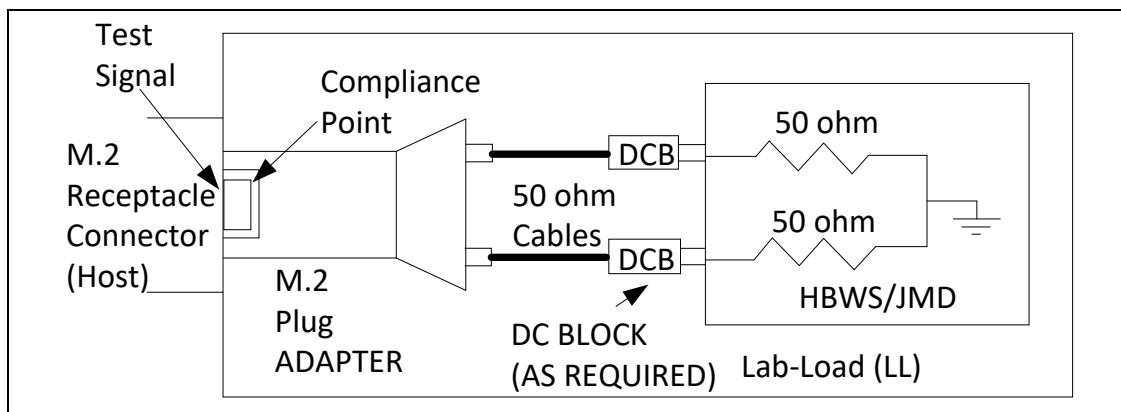 Test
Signal
Compliance
Point
M.2
Receptacle
Connector
(Host)
M.2
Plug
ADAPTER
DCB
50 ohm
Cables
DCB
DC BLOCK
(AS REQUIRED)
50 ohm
50 ohm
HBWS/JMD
Lab-Load (LL)